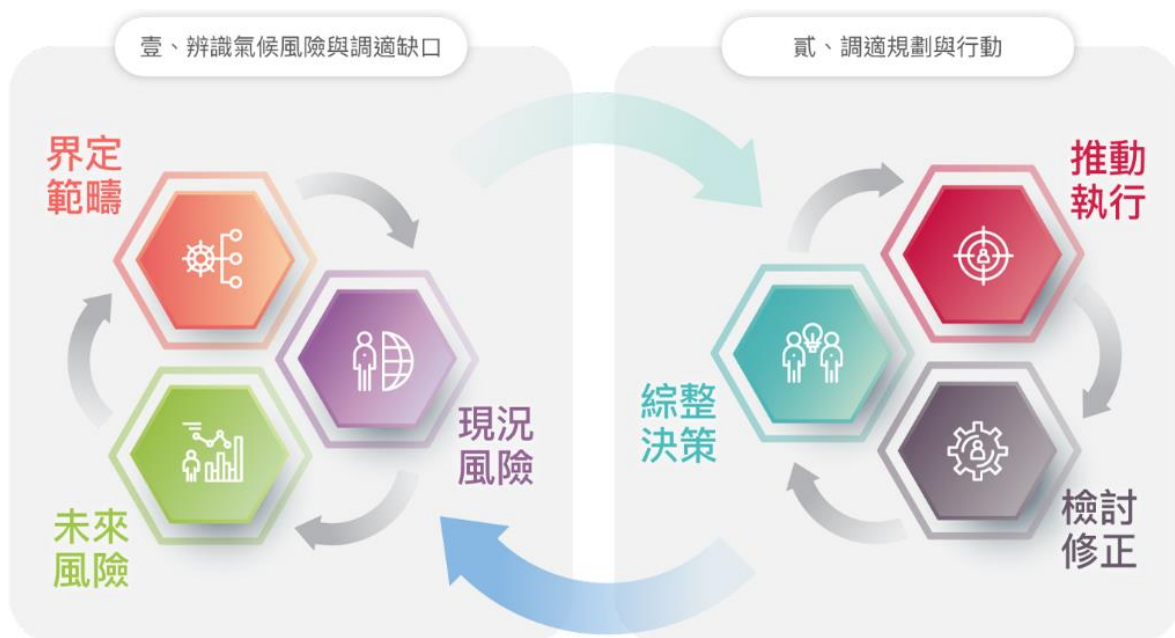 壹、辨識氣候風險與調適缺口
界定
範疇
現況
風險
未來
風險
貳、調適規劃與行動
推動
執行
綜整
決策
檢討
修正